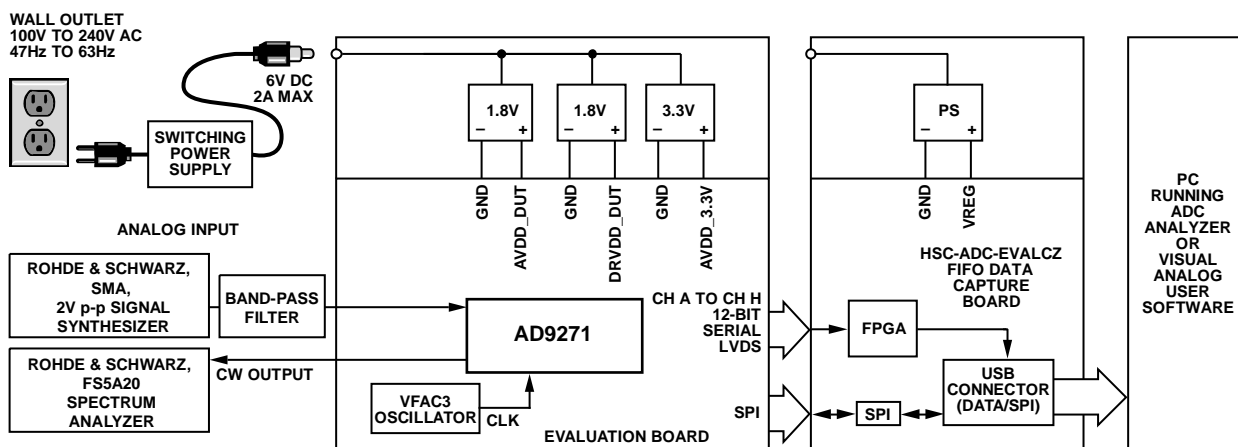 WALL OUTLET
100V TO 240V AC
47Hz TO 63Hz
6V DC
2A MAX
SWITCHING
POWER
SUPPLY
1.8V
– +
1.8V
– +
3.3V
– +
PS
– +
GND
AVDD_DUT
GND
DRVDD_DUT
GND
AVDD_3.3V
GND
VREG
ANALOG INPUT
ROHDE & SCHWARZ,
SMA,
2V p-p SIGNAL
SYNTHESIZER
BAND-PASS
FILTER
ROHDE & SCHWARZ,
FS5A20
SPECTRUM
ANALYZER
CW OUTPUT
AD9271
VFAC3
OSCILLATOR
CLK
EVALUATION BOARD
CH A TO CH H
12-BIT
SERIAL
LVDS
SPI
HSC-ADC-EVALCZ
FIFO DATA
CAPTURE
BOARD
FPGA
SPI
USB
CONNECTOR
(DATA/SPI)
PC
RUNNING
ADC
ANALYZER
OR
VISUAL
ANALOG
USER
SOFTWARE